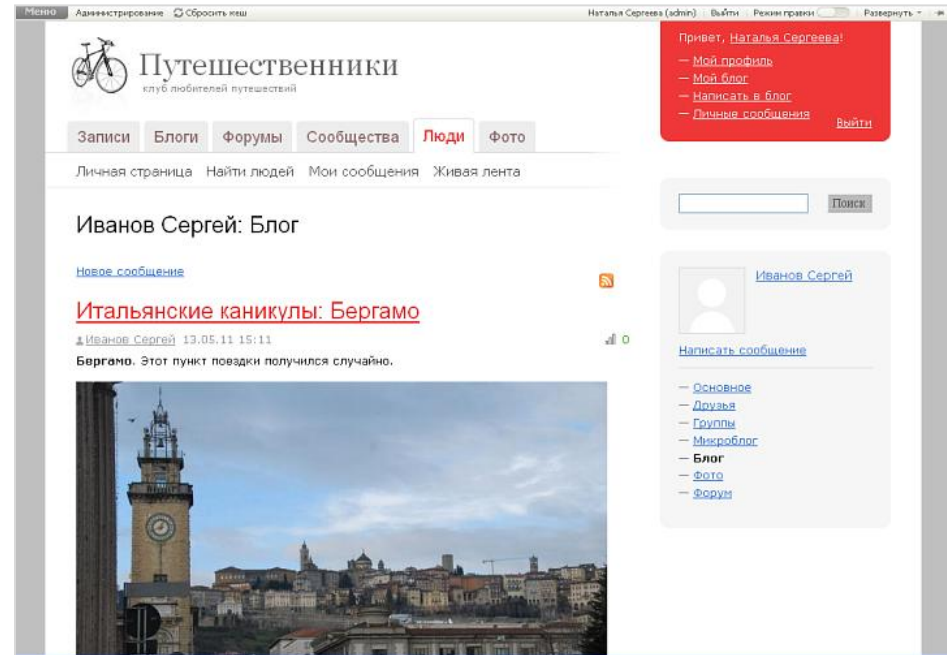 Меню Администрирование Сбросить кеш Наталья Сергеева (admin) Выйти Режим правки Развернуть
Путешественники
клуб любителей путешествий
Привет, Наталья Сергеева!
— Мой профиль
— Мой блог
— Написать в блог
— Личные сообщения
Выйти
Записи Блоги Форумы Сообщества Люди Фото
Личная страница Найти людей Мои сообщения Живая лента
Поиск
Иванов Сергей: Блог
Новое сообщение
Итальянские каникулы: Бергамо
Иванов Сергей 13.05.11 15:11 0
Бергамо. Этот пункт поездки получился случайно.
Иванов Сергей
Написать сообщение
— Основное
— Друзья
— Группы
— Микроблог
— Блог
— Фото
— Форум